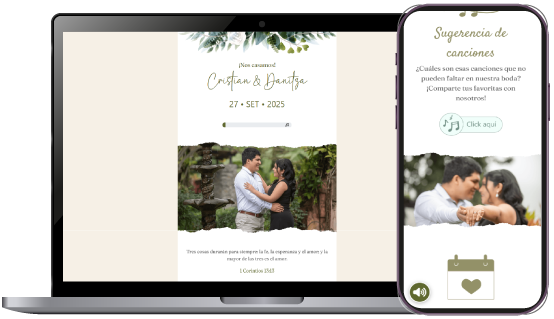 ¡Nos casamos!
Cristian & Danitza
27 • SET • 2025
Tres cosas durarán para siempre la fe, la esperanza y el amor y la
mayor de las tres es el amor.
1 Corintios 13:13
Sugerencia de
canciones
¿Cuáles son esas canciones que no
pueden faltar en nuestra boda?
¡Comparte tus favoritas con
nosotros!
Click aquí